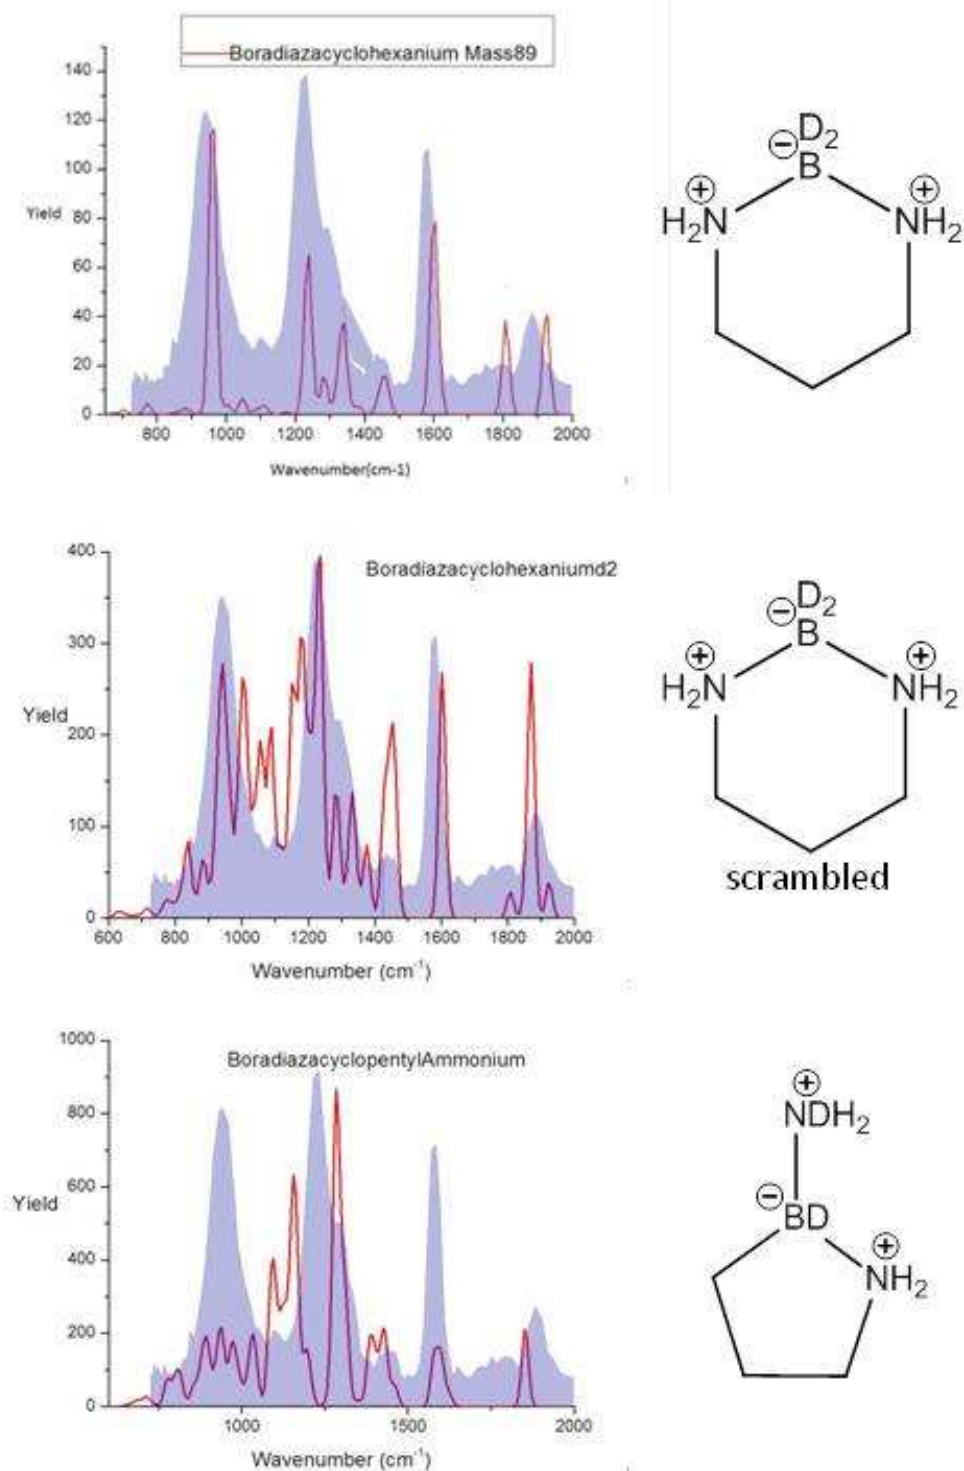 Boradiazacyclohexanium Mass89
140
120
100
Yield 80
60
40
20
0
800 1000 1200 1400 1600 1800 2000
Wavenumber(cm-1)
⊖ D2
B
⊕ ⊕
H2N NH2
400
Boradiazacyclohexaniumd2
300
Yield 200
100
0
600 800 1000 1200 1400 1600 1800 2000
Wavenumber (cm-1)
⊖ D2
B
⊕ ⊕
H2N NH2
scrambled
1000
BoradiazacyclopentylAmmonium
800
600
Yield
400
200
0
1000 1500 2000
Wavenumber (cm-1)
⊕
NDH2
⊖
BD
⊕
NH2